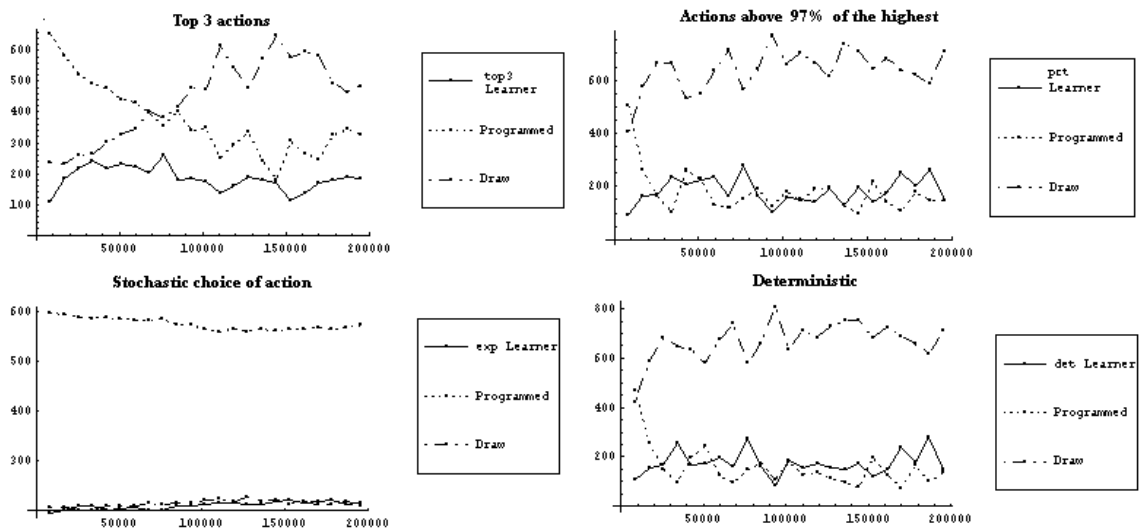 Top 3 actions
600
500
400
300
200
100
50000 100000 150000 200000
top3
Learner
Programmed
Draw
Actions above 97% of the highest
600
400
200
50000 100000 150000 200000
pct
Learner
Programmed
Draw
Stochastic choice of action
600
500
200
50000 100000 150000 200000
exp Learner
Programmed
Draw
Deterministic
800
600
400
200
50000 100000 150000 200000
det Learner
Programmed
Draw